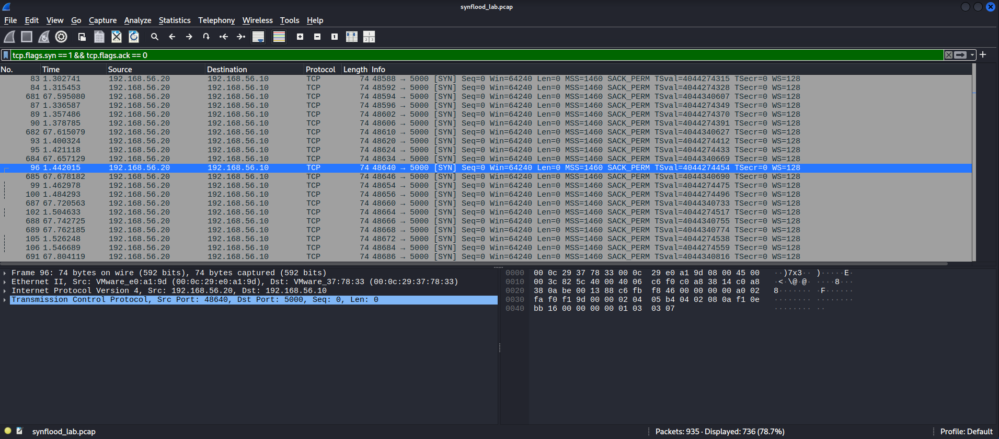 synflood_lab.pcap
File Edit View Go Capture Analyze Statistics Telephony Wireless Tools Help
tcp.flags.syn == 1 && tcp.flags.ack == 0
No. Time Source Destination Protocol Length Info
83 1.302741 192.168.56.20 192.168.56.10 TCP 74 48588 → 5000 [SYN] Seq=0 Win=64240 Len=0 MSS=1460 SACK_PERM TSval=4044274315 TSecr=0 WS=128
84 1.315453 192.168.56.20 192.168.56.10 TCP 74 48592 → 5000 [SYN] Seq=0 Win=64240 Len=0 MSS=1460 SACK_PERM TSval=4044274328 TSecr=0 WS=128
681 67.595080 192.168.56.20 192.168.56.10 TCP 74 48594 → 5000 [SYN] Seq=0 Win=64240 Len=0 MSS=1460 SACK_PERM TSval=4044340607 TSecr=0 WS=128
87 1.336587 192.168.56.20 192.168.56.10 TCP 74 48596 → 5000 [SYN] Seq=0 Win=64240 Len=0 MSS=1460 SACK_PERM TSval=4044274349 TSecr=0 WS=128
89 1.357486 192.168.56.20 192.168.56.10 TCP 74 48602 → 5000 [SYN] Seq=0 Win=64240 Len=0 MSS=1460 SACK_PERM TSval=4044274370 TSecr=0 WS=128
90 1.378785 192.168.56.20 192.168.56.10 TCP 74 48606 → 5000 [SYN] Seq=0 Win=64240 Len=0 MSS=1460 SACK_PERM TSval=4044274391 TSecr=0 WS=128
682 67.615079 192.168.56.20 192.168.56.10 TCP 74 48610 → 5000 [SYN] Seq=0 Win=64240 Len=0 MSS=1460 SACK_PERM TSval=4044340627 TSecr=0 WS=128
93 1.400324 192.168.56.20 192.168.56.10 TCP 74 48620 → 5000 [SYN] Seq=0 Win=64240 Len=0 MSS=1460 SACK_PERM TSval=4044274412 TSecr=0 WS=128
95 1.421118 192.168.56.20 192.168.56.10 TCP 74 48624 → 5000 [SYN] Seq=0 Win=64240 Len=0 MSS=1460 SACK_PERM TSval=4044274433 TSecr=0 WS=128
684 67.657129 192.168.56.20 192.168.56.10 TCP 74 48634 → 5000 [SYN] Seq=0 Win=64240 Len=0 MSS=1460 SACK_PERM TSval=4044340669 TSecr=0 WS=128
96 1.442015 192.168.56.20 192.168.56.10 TCP 74 48640 → 5000 [SYN] Seq=0 Win=64240 Len=0 MSS=1460 SACK_PERM TSval=4044274454 TSecr=0 WS=128
685 67.678182 192.168.56.20 192.168.56.10 TCP 74 48646 → 5000 [SYN] Seq=0 Win=64240 Len=0 MSS=1460 SACK_PERM TSval=4044340690 TSecr=0 WS=128
99 1.462978 192.168.56.20 192.168.56.10 TCP 74 48654 → 5000 [SYN] Seq=0 Win=64240 Len=0 MSS=1460 SACK_PERM TSval=4044274475 TSecr=0 WS=128
100 1.484293 192.168.56.20 192.168.56.10 TCP 74 48656 → 5000 [SYN] Seq=0 Win=64240 Len=0 MSS=1460 SACK_PERM TSval=4044274496 TSecr=0 WS=128
687 67.720563 192.168.56.20 192.168.56.10 TCP 74 48660 → 5000 [SYN] Seq=0 Win=64240 Len=0 MSS=1460 SACK_PERM TSval=4044340733 TSecr=0 WS=128
102 1.504633 192.168.56.20 192.168.56.10 TCP 74 48664 → 5000 [SYN] Seq=0 Win=64240 Len=0 MSS=1460 SACK_PERM TSval=4044274517 TSecr=0 WS=128
688 67.742725 192.168.56.20 192.168.56.10 TCP 74 48666 → 5000 [SYN] Seq=0 Win=64240 Len=0 MSS=1460 SACK_PERM TSval=4044340755 TSecr=0 WS=128
689 67.762185 192.168.56.20 192.168.56.10 TCP 74 48668 → 5000 [SYN] Seq=0 Win=64240 Len=0 MSS=1460 SACK_PERM TSval=4044340774 TSecr=0 WS=128
105 1.526248 192.168.56.20 192.168.56.10 TCP 74 48672 → 5000 [SYN] Seq=0 Win=64240 Len=0 MSS=1460 SACK_PERM TSval=4044274538 TSecr=0 WS=128
106 1.546689 192.168.56.20 192.168.56.10 TCP 74 48684 → 5000 [SYN] Seq=0 Win=64240 Len=0 MSS=1460 SACK_PERM TSval=4044274559 TSecr=0 WS=128
691 67.804119 192.168.56.20 192.168.56.10 TCP 74 48686 → 5000 [SYN] Seq=0 Win=64240 Len=0 MSS=1460 SACK_PERM TSval=4044340816 TSecr=0 WS=128
Frame 96: 74 bytes on wire (592 bits), 74 bytes captured (592 bits)
Ethernet II, Src: VMware_e0:a1:9d (00:0c:29:e0:a1:9d), Dst: VMware_37:78:33 (00:0c:29:37:78:33)
Internet Protocol Version 4, Src: 192.168.56.20, Dst: 192.168.56.10
Transmission Control Protocol, Src Port: 48640, Dst Port: 5000, Seq: 0, Len: 0
0000 00 0c 29 37 78 33 00 0c 29 e0 a1 9d 08 00 45 00 ··)7x3·· )·····E·
0010 00 3c 82 5c 40 00 40 06 c6 f0 c0 a8 38 14 c0 a8 ·<·\@·@· ····8···
0020 38 0a be 00 13 88 c6 fb f8 46 00 00 00 00 a0 02 8······· ·F······
0030 fa f0 f1 9d 00 00 02 04 05 b4 04 02 08 0a f1 0e ········ ········
0040 bb 16 00 00 00 00 01 03 03 07 ········ ··
synflood_lab.pcap
Packets: 935 · Displayed: 736 (78.7%)
Profile: Default